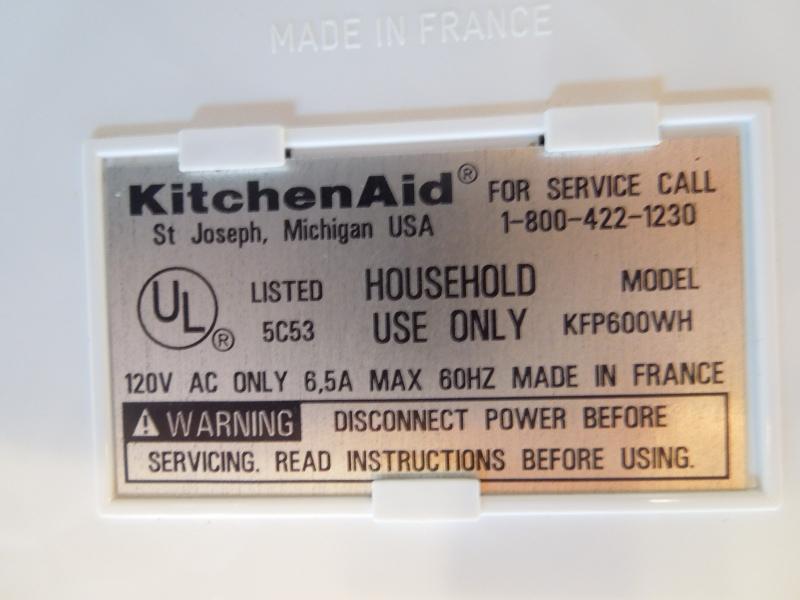 MADE IN FRANCE
KitchenAid® FOR SERVICE CALL
St Joseph, Michigan USA 1-800-422-1230
UL® LISTED HOUSEHOLD MODEL
5C53 USE ONLY KFP600WH
120V AC ONLY 6,5A MAX 60HZ MADE IN FRANCE
WARNING DISCONNECT POWER BEFORE
SERVICING. READ INSTRUCTIONS BEFORE USING.